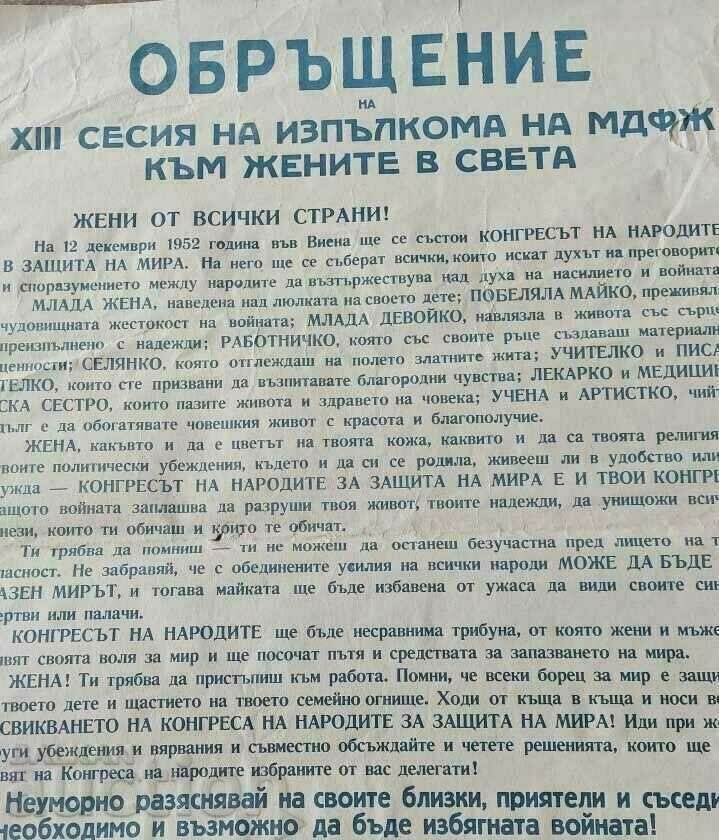 ОБРЪЩЕНИЕ
НА
XIII СЕСИЯ НА ИЗПЪЛКОМА НА МДФЖ
КЪМ ЖЕНИТЕ В СВЕТА
ЖЕНИ ОТ ВСИЧКИ СТРАНИ!
На 12 декември 1952 година във Виена ще се състои КОНГРЕСЪТ НА НАРОДИТЕ
В ЗАЩИТА НА МИРА. На него ще се съберат всички, които искат духът на преговорите
и споразумението между народите да възтържествува над духа на насилието и войната
МЛАДА ЖЕНА, наведена над люлката на своето дете; ПОБЕЛЯЛА МАЙКО, преживял
чудовищната жестокост на войната; МЛАДА ДЕВОЙКО, навлязла в живота със сърце
преизпълнено с надежди; РАБОТНИЧКО, която със своите ръце създаваш материалн
ценности; СЕЛЯНКО, която отглеждаш на полето златните жита; УЧИТЕЛКО и ПИСА
ТЕЛКО, които сте призвани да възпитавате благородни чувства; ЛЕКАРКО и МЕДИЦИН
СКА СЕСТРО, които пазите живота и здравето на човека; УЧЕНА и АРТИСТКО, чийт
дълг е да обогатявате човешкия живот с красота и благополучие.
ЖЕНА, какъвто и да е цветът на твоята кожа, каквито и да са твоята религия
твоите политически убеждения, където и да си се родила, живееш ли в удобство или
ужда — КОНГРЕСЪТ НА НАРОДИТЕ ЗА ЗАЩИТА НА МИРА Е И ТВОИ КОНГРЕ
ащото войната заплашва да разруши твоя живот, твоите надежди, да унищожи всич
нези, които ти обичаш и които те обичат.
Ти трябва да помниш — ти не можеш да останеш безучастна пред лицето на т
пасност. Не забравяй, че с обединените усилия на всички народи МОЖЕ ДА БЪДЕ
АЗЕН МИРЪТ, и тогава майката ще бъде избавена от ужаса да види своите син
ертви или палачи.
КОНГРЕСЪТ НА НАРОДИТЕ ще бъде несравнима трибуна, от която жени и мъже
вят своята воля за мир и ще посочат пътя и средствата за запазването на мира.
ЖЕНА! Ти трябва да пристъпиш към работа. Помни, че всеки борец за мир е защи
твоето дете и щастието на твоето семейно огнище. Ходи от къща в къща и носи ве
СВИКВАНЕТО НА КОНГРЕСА НА НАРОДИТЕ ЗА ЗАЩИТА НА МИРА! Иди при же
руги убеждения и вярвания и съвместно обсъждайте и четете решенията, които ще
вят на Конгреса на народите избраните от вас делегати!
Неуморно разяснявай на своите близки, приятели и съседи
необходимо и възможно да бъде избягната войната!